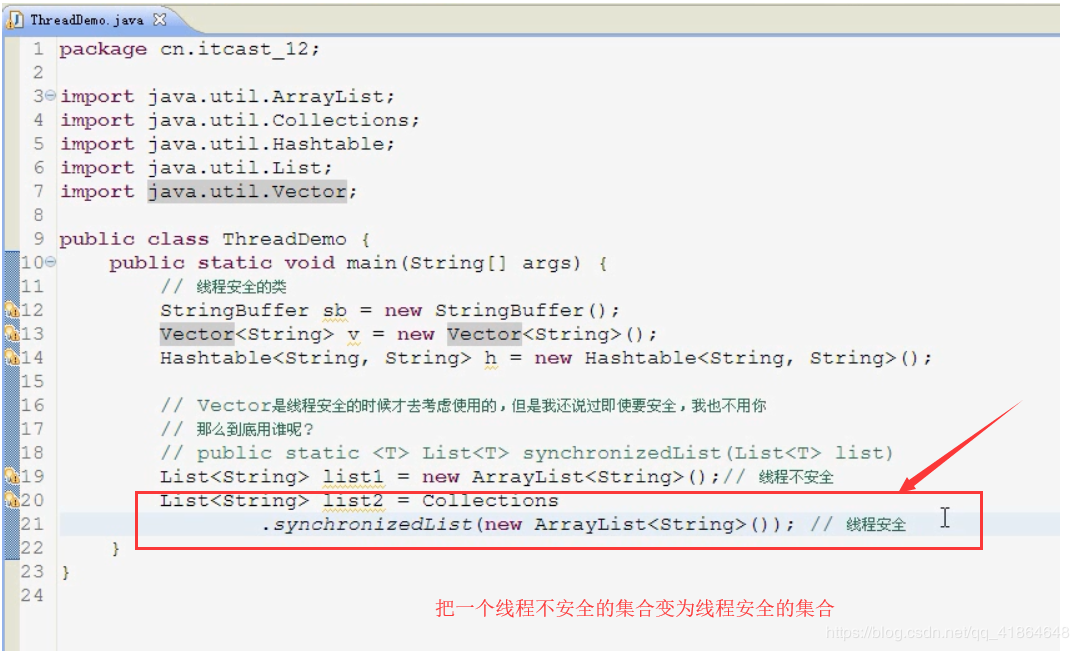 ThreadDemo.java
1 package cn.itcast_12;
2
3 import java.util.ArrayList;
4 import java.util.Collections;
5 import java.util.Hashtable;
6 import java.util.List;
7 import java.util.Vector;
8
9 public class ThreadDemo {
10 public static void main(String[] args) {
11 // 线程安全的类
12 StringBuffer sb = new StringBuffer();
13 Vector<String> v = new Vector<String>();
14 Hashtable<String, String> h = new Hashtable<String, String>();
15
16 // Vector是线程安全的时候才去考虑使用的,但是我还说过即使要安全,我也不用你
17 // 那么到底用谁呢?
18 // public static <T> List<T> synchronizedList(List<T> list)
19 List<String> list1 = new ArrayList<String>();// 线程不安全
20 List<String> list2 = Collections
21 .synchronizedList(new ArrayList<String>()); // 线程安全
22 }
23 }
24
把一个线程不安全的集合变为线程安全的集合
https://blog.csdn.net/qq_41864648